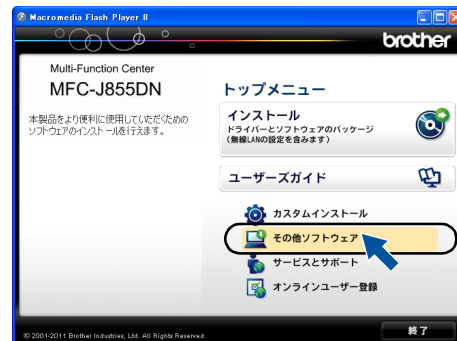 Macromedia Flash Player 8
brother
Multi-Function Center
MFC-J855DN
本製品をより便利に使用していただくための
ソフトウェアのインストールを行えます。
トップメニュー
インストール
ドライバーとソフトウェアのパッケージ
(無線LANの設定を含みます)
ユーザーズガイド
カスタムインストール
その他ソフトウェア
サービスとサポート
オンラインユーザー登録
© 2001-2011 Brother Industries, Ltd. All Rights Reserved.
終了